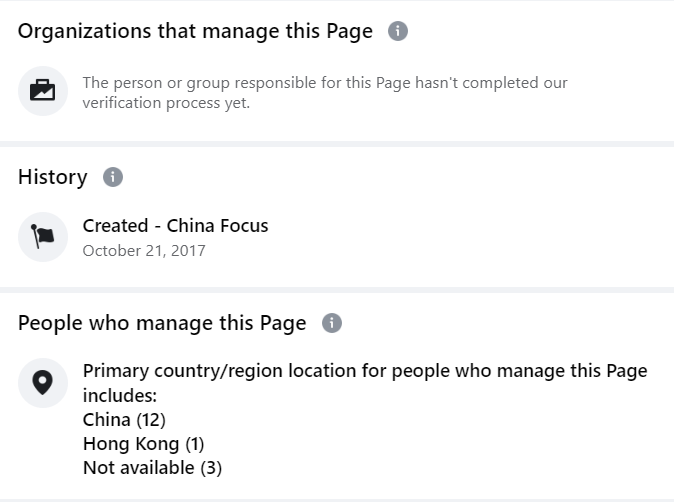 Organizations that manage this Page
The person or group responsible for this Page hasn't completed our
verification process yet.
History
Created - China Focus
October 21, 2017
People who manage this Page
Primary country/region location for people who manage this Page
includes:
China (12)
Hong Kong (1)
Not available (3)